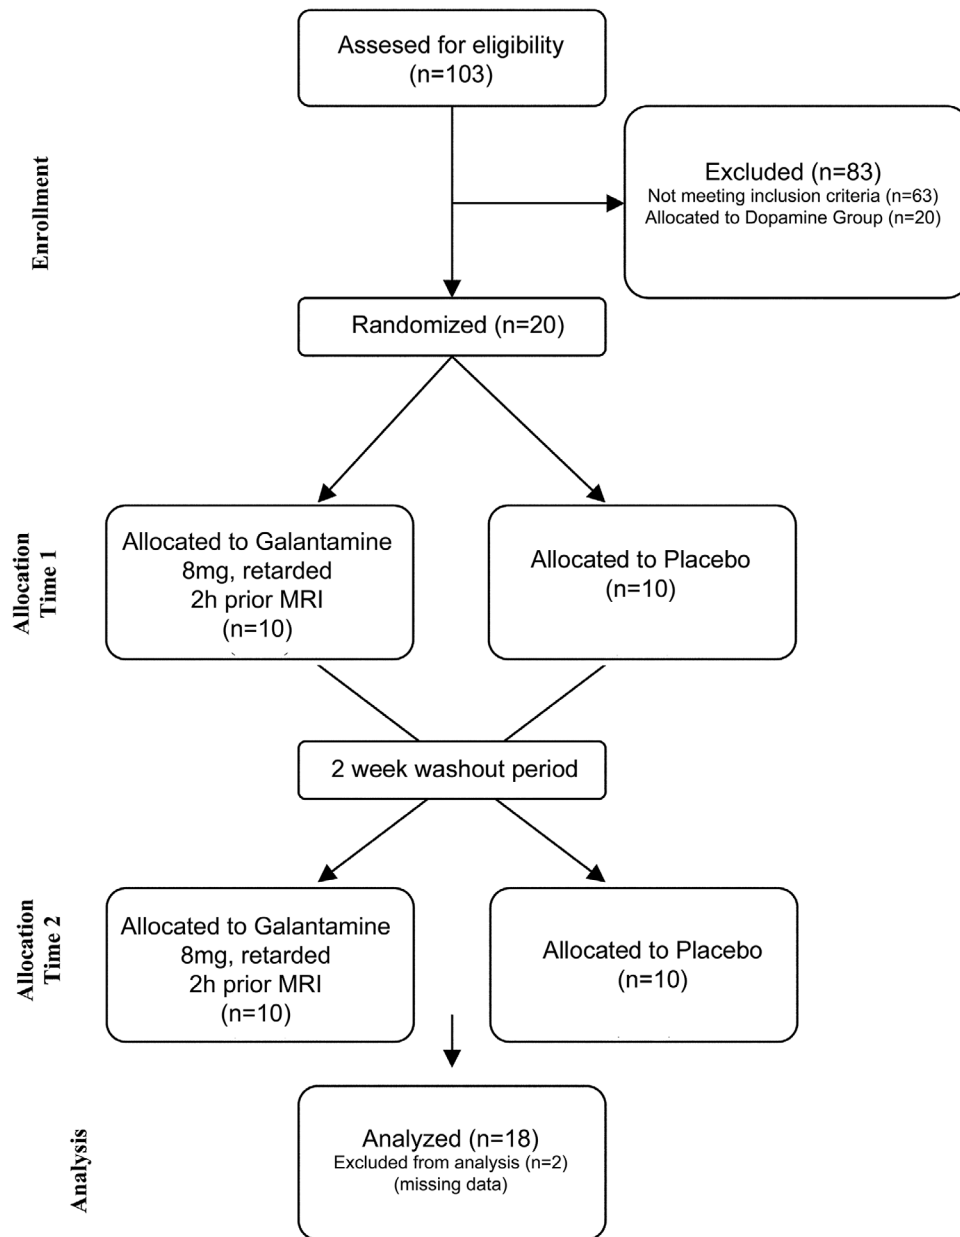 Assesed for eligibility
(n=103)
Enrollment
Excluded (n=83)
Not meeting inclusion criteria (n=63)
Allocated to Dopamine Group (n=20)
Randomized (n=20)
Allocation
Time 1
Allocated to Galantamine
8mg, retarded
2h prior MRI
(n=10)
Allocated to Placebo
(n=10)
2 week washout period
Allocation
Time 2
Allocated to Galantamine
8mg, retarded
2h prior MRI
(n=10)
Allocated to Placebo
(n=10)
Analysis
Analyzed (n=18)
Excluded from analysis (n=2)
(missing data)